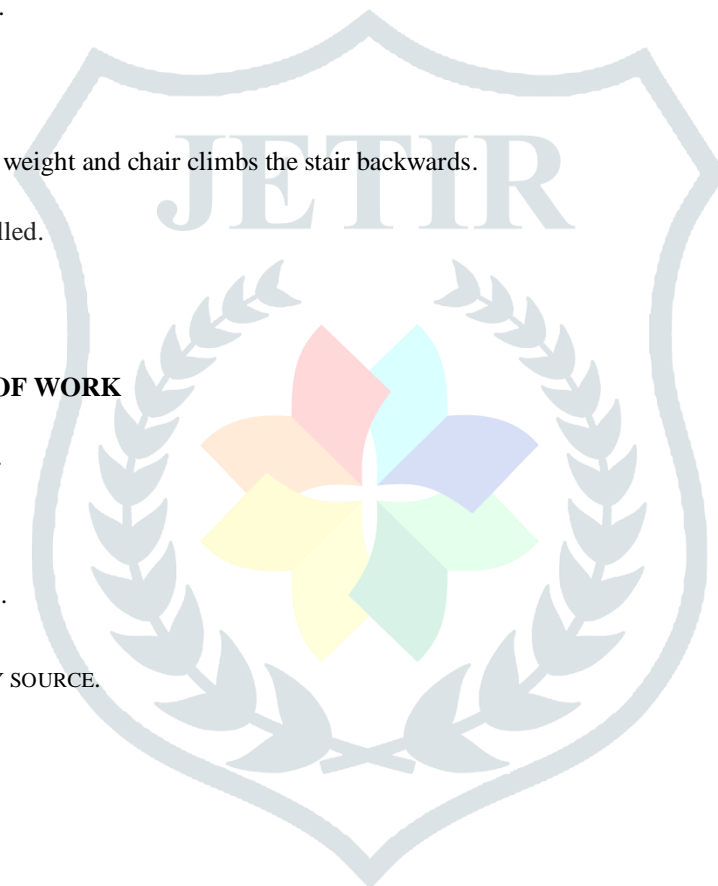 .
weight and chair climbs the stair backwards.
JETIR
lled.
OF WORK
.
.
Y SOURCE.